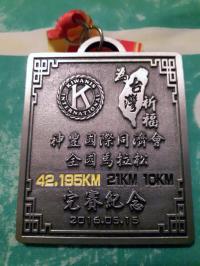 KIWANIS INTERNATIONAL
K
為台灣祈福
神豐國際同濟會
全國馬拉松
42.195KM 21KM 10KM
完賽紀念
2016.05.15